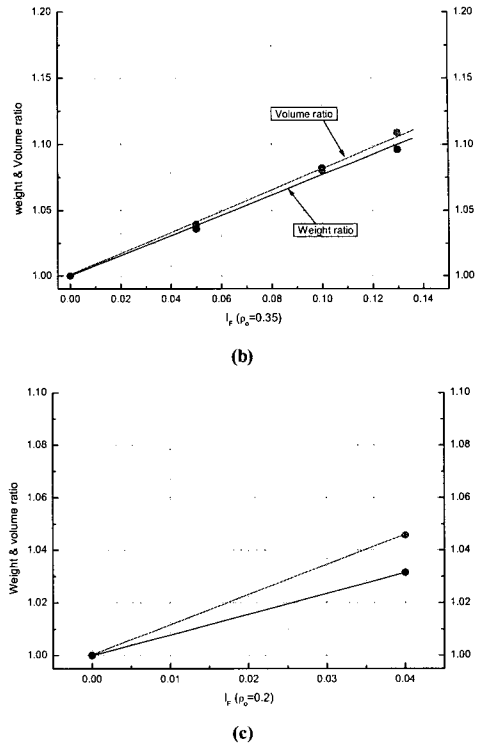 1.20 1.20
1.15 1.15
Volume ratio
1.10 1.10
weight & Volume ratio
1.05 1.05
Weight ratio
1.00 1.00
0.00 0.02 0.04 0.06 0.08 0.10 0.12 0.14
I_F (ρ_o=0.35)
(b)
1.10 1.10
1.08 1.08
1.06 1.06
Weight & volume ratio
1.04 1.04
1.02 1.02
1.00 1.00
0.00 0.01 0.02 0.03 0.04
I_F (ρ_o=0.2)
(c)